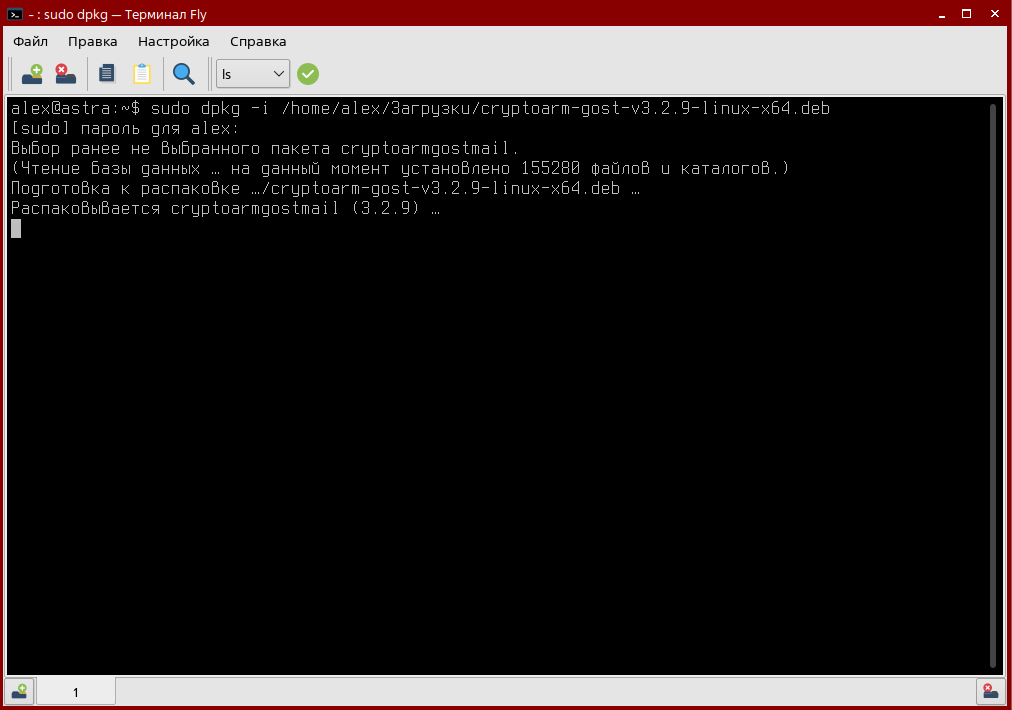 - : sudo dpkg — Терминал Fly
Файл Правка Настройка Справка
ls
alex@astra:~$ sudo dpkg -i /home/alex/Загрузки/cryptoarm-gost-v3.2.9-linux-x64.deb
[sudo] пароль для alex:
Выбор ранее не выбранного пакета cryptoarmgostmail.
(Чтение базы данных … на данный момент установлено 155280 файлов и каталогов.)
Подготовка к распаковке …/cryptoarm-gost-v3.2.9-linux-x64.deb …
Распаковывается cryptoarmgostmail (3.2.9) …
1